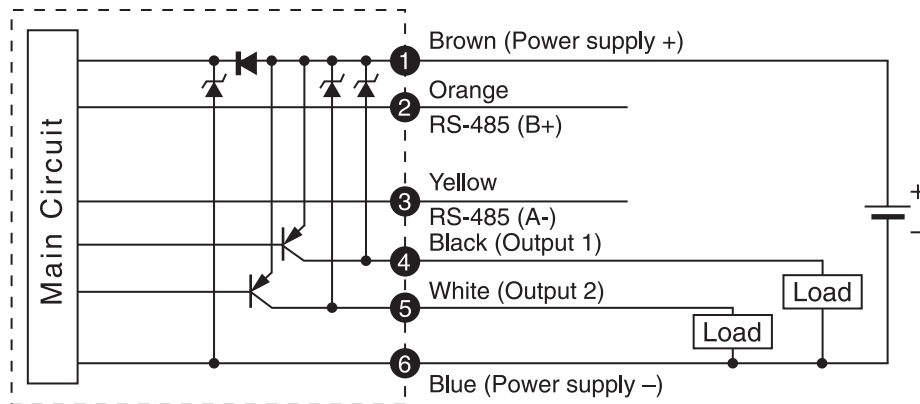 Main Circuit
1 Brown (Power supply +)
2 Orange
RS-485 (B+)
3 Yellow
RS-485 (A-)
4 Black (Output 1)
5 White (Output 2)
6 Blue (Power supply –)
Load
Load
+
–